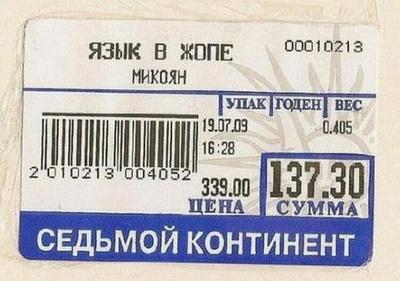 ЯЗЫК В ЖОПЕ 00010213
МИКОЯН
УПАК ГОДЕН ВЕС
19.07.09 0.405
16:28
2 010213 004052
339.00 137.30
ЦЕНА СУММА
СЕДЬМОЙ КОНТИНЕНТ